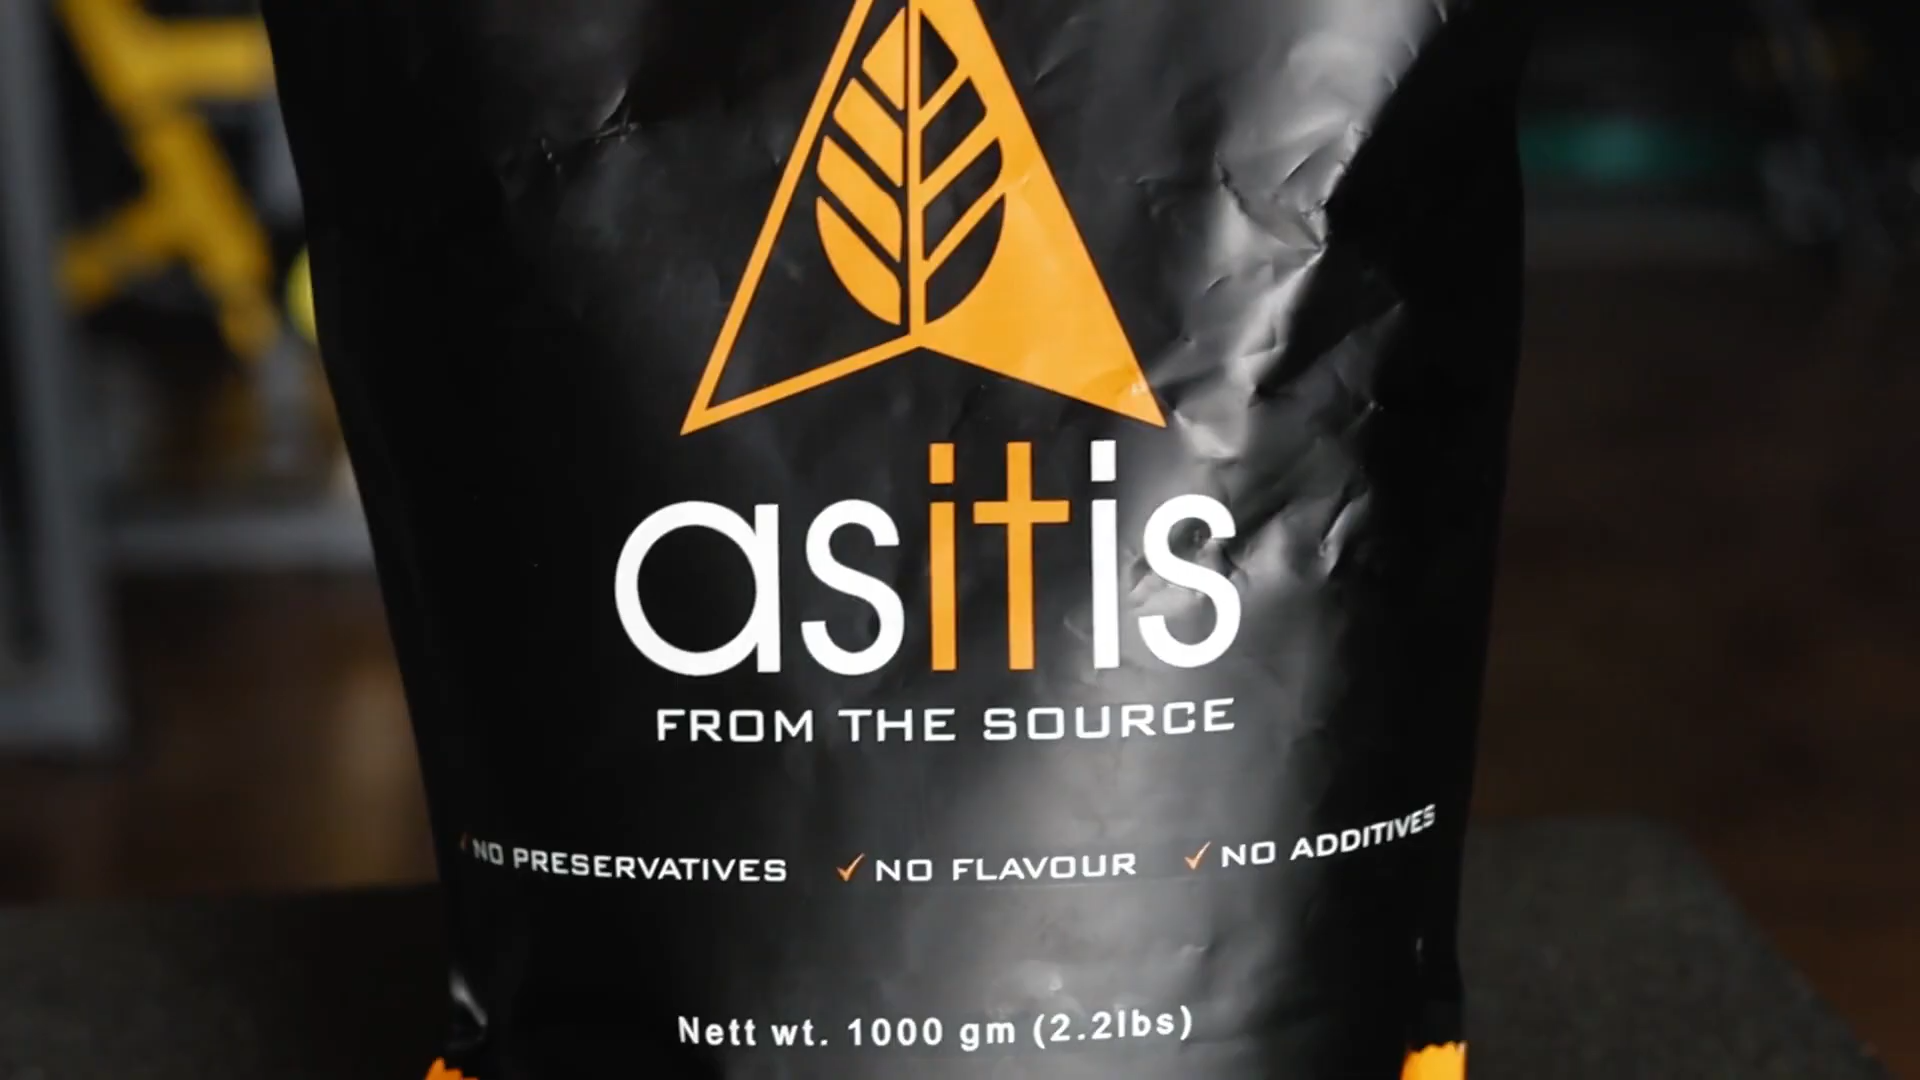 asitis
FROM THE SOURCE
✓NO PRESERVATIVES ✓NO FLAVOUR ✓NO ADDITIVES
Nett wt. 1000 gm (2.2lbs)